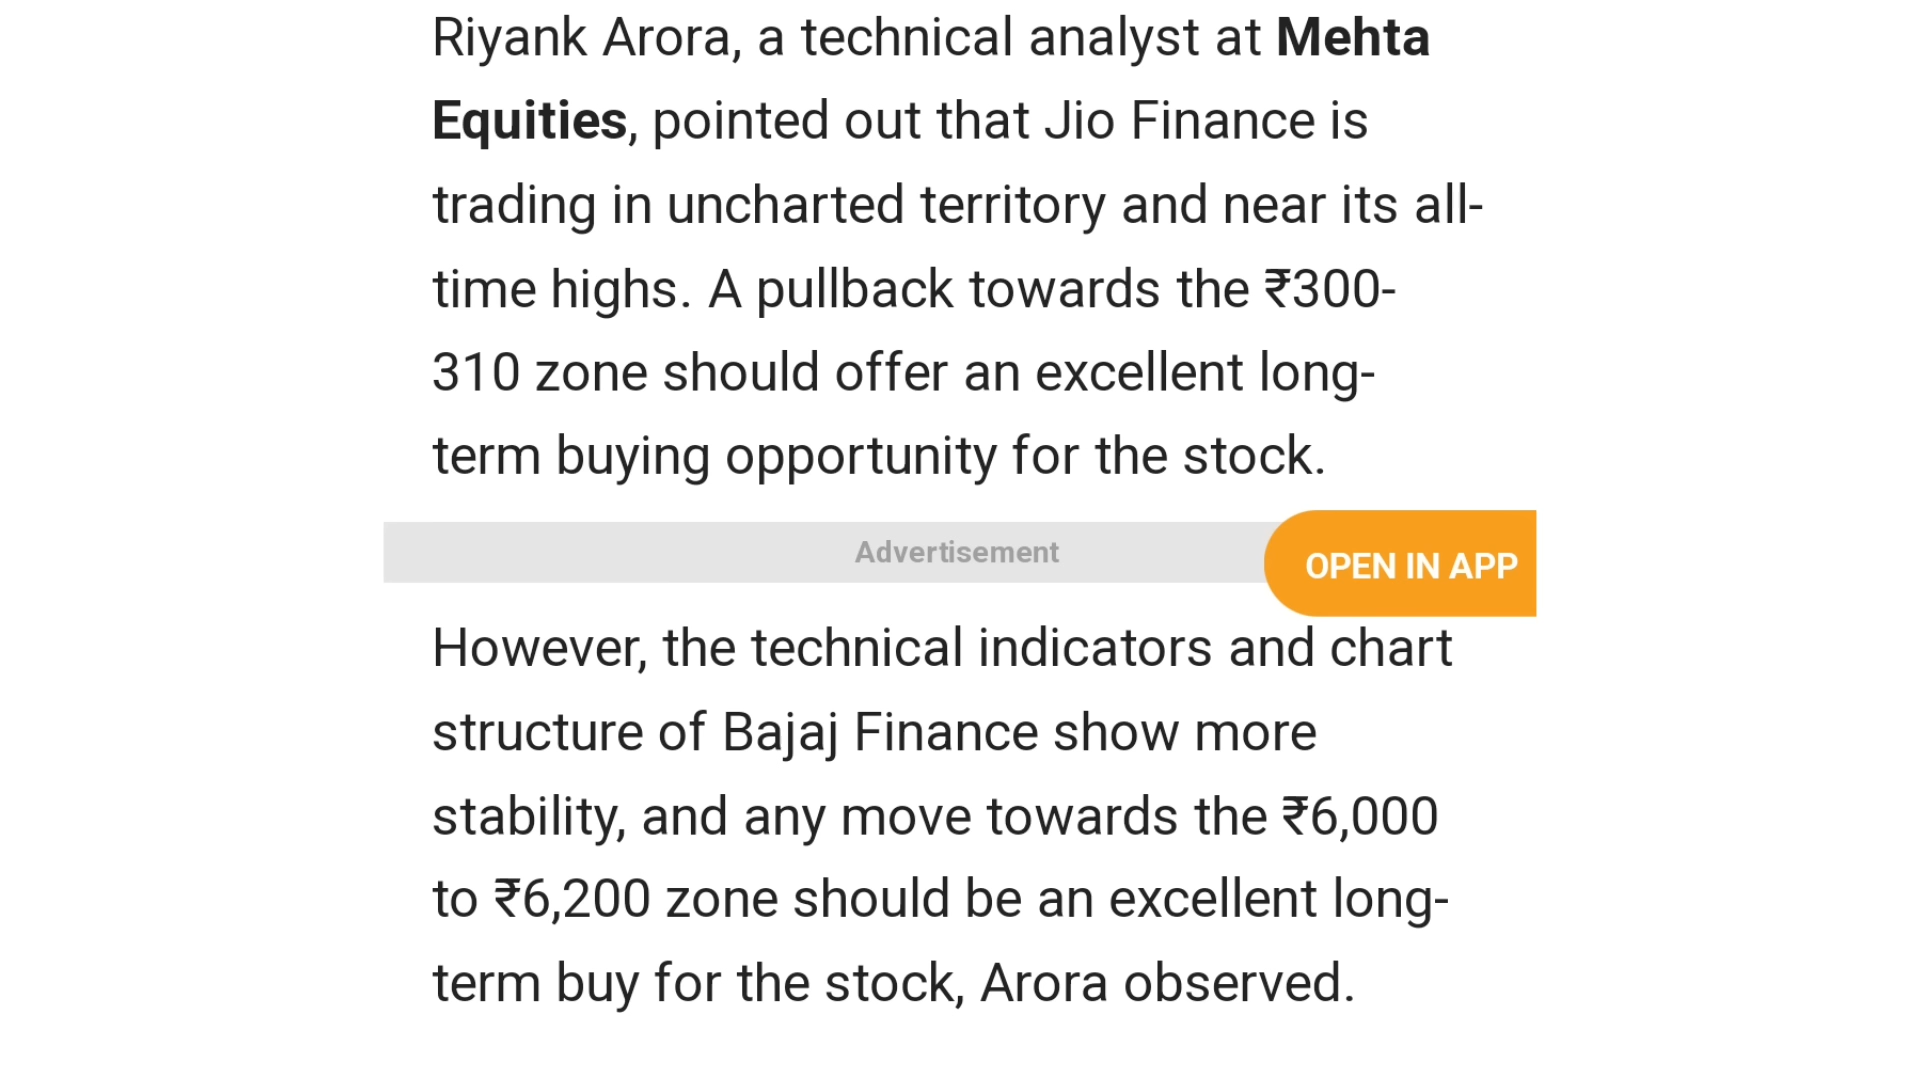 Riyank Arora, a technical analyst at Mehta
Equities, pointed out that Jio Finance is
trading in uncharted territory and near its all-
time highs. A pullback towards the ₹300-
310 zone should offer an excellent long-
term buying opportunity for the stock.
Advertisement
OPEN IN APP
However, the technical indicators and chart
structure of Bajaj Finance show more
stability, and any move towards the ₹6,000
to ₹6,200 zone should be an excellent long-
term buy for the stock, Arora observed.